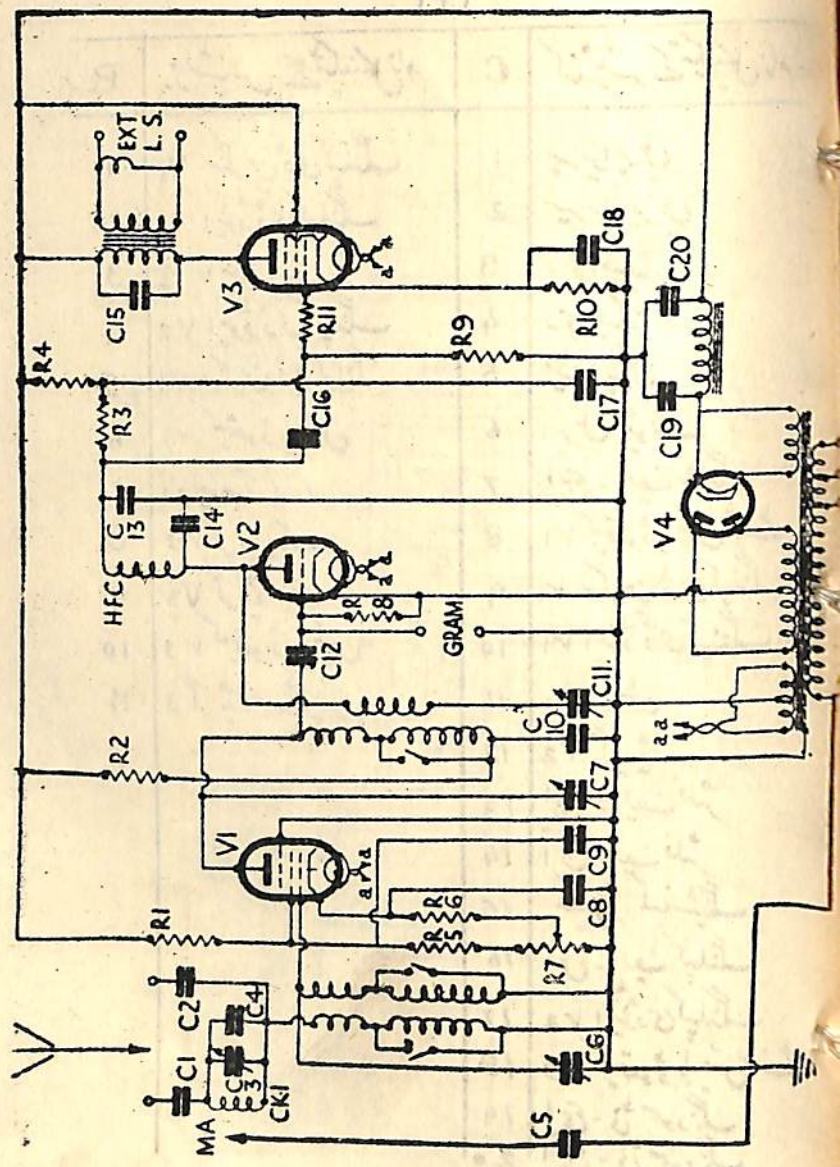 R4
EXT
L. S.
R2
R3
C15
HFC
C
13
R1
C2
C1
C14
V3
V1
V2
C4
C
3
MA
CK1
R11
C16
a a
a a
a a
R
8
C12
GRAM
R
6
R
5
R9
R10
C18
R7
C
10
C5
C6
C8
C9
C7
C11.
C17
C19
C20
V4
a a